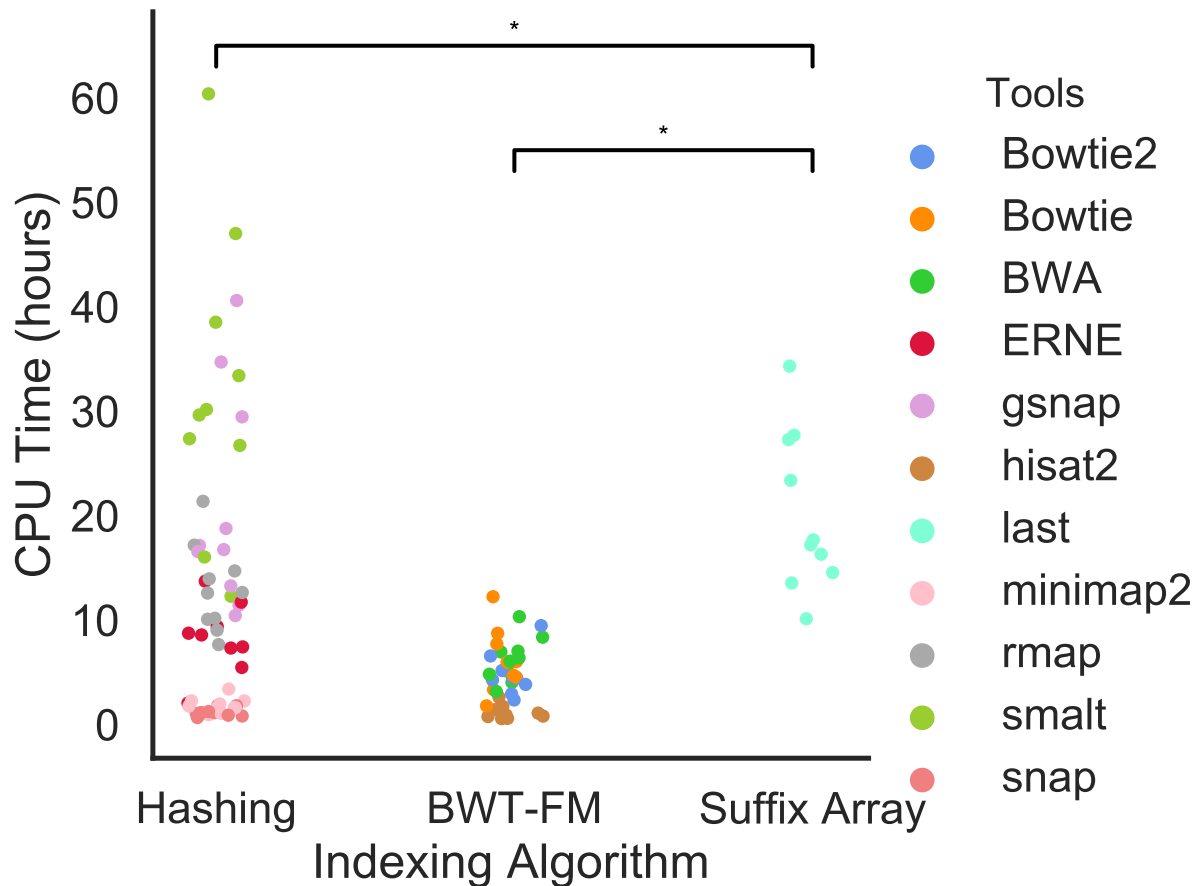 *
*
60
50
40
30
20
10
0
CPU Time (hours)
Hashing
BWT-FM
Suffix Array
Indexing Algorithm
Tools
Bowtie2
Bowtie
BWA
ERNE
gsnap
hisat2
last
minimap2
rmap
smalt
snap